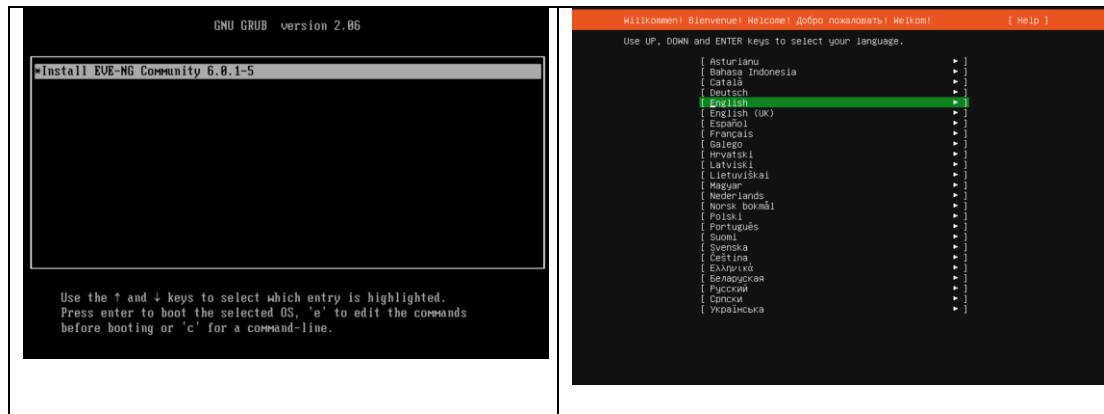 GNU GRUB version 2.06
*Install EVE-NG Community 6.0.1-5
Use the ↑ and ↓ keys to select which entry is highlighted.
Press enter to boot the selected OS, 'e' to edit the commands
before booting or 'c' for a command-line.
Willkommen! Bienvenue! Welcome! Добро пожаловать! Welkom! [ Help ]
Use UP, DOWN and ENTER keys to select your language.
[ Asturianu ► ]
[ Bahasa Indonesia ► ]
[ Català ► ]
[ Deutsch ► ]
[ English ► ]
[ English (UK) ► ]
[ Español ► ]
[ Français ► ]
[ Galego ► ]
[ Hrvatski ► ]
[ Latviski ► ]
[ Lietuviškai ► ]
[ Magyar ► ]
[ Nederlands ► ]
[ Norsk bokmål ► ]
[ Polski ► ]
[ Português ► ]
[ Suomi ► ]
[ Svenska ► ]
[ Čeština ► ]
[ Ελληνικά ► ]
[ Беларуская ► ]
[ Русский ► ]
[ Српски ► ]
[ Українська ► ]